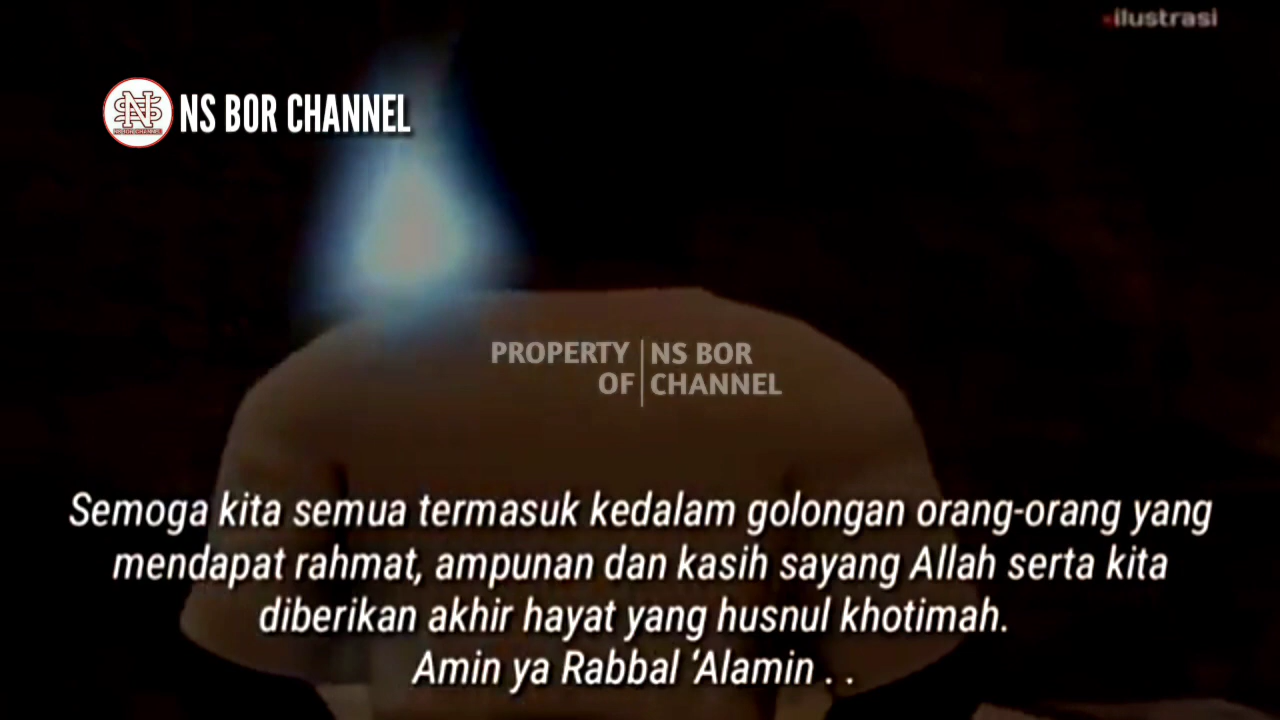 -ilustrasi
NS BOR CHANNEL
PROPERTY OF NS BOR CHANNEL
Semoga kita semua termasuk kedalam golongan orang-orang yang
mendapat rahmat, ampunan dan kasih sayang Allah serta kita
diberikan akhir hayat yang husnul khotimah.
Amin ya Rabbal ‘Alamin . .